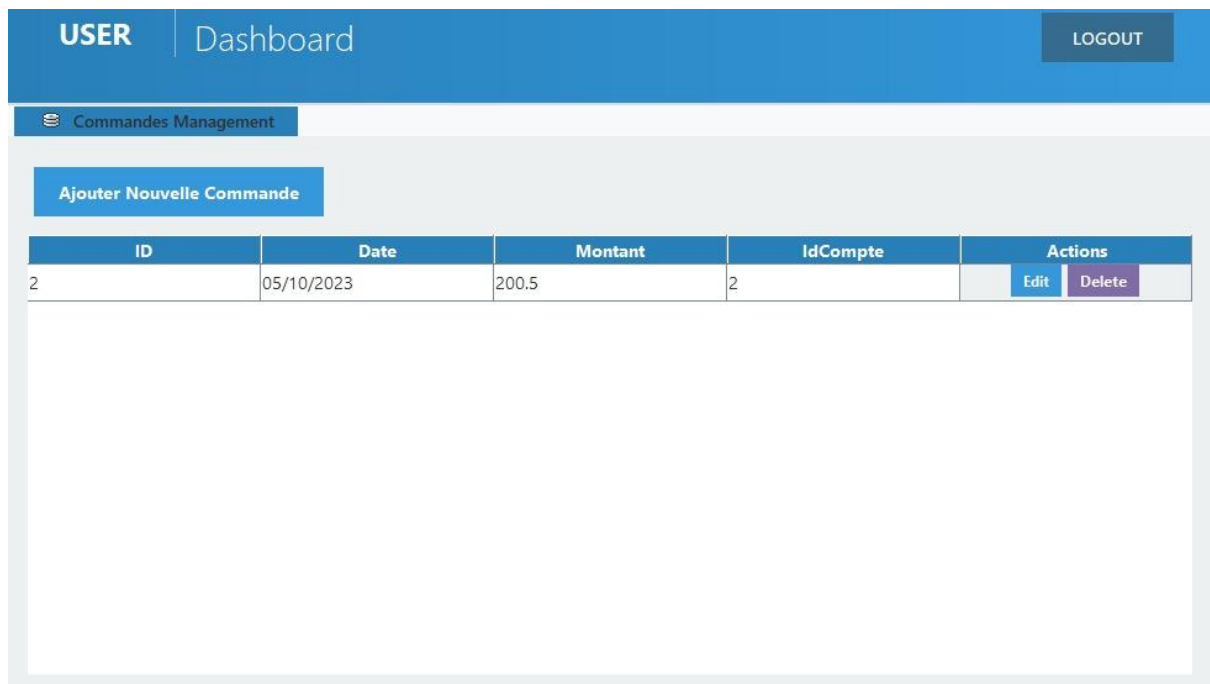 USER Dashboard LOGOUT
Commandes Management
Ajouter Nouvelle Commande
ID Date Montant IdCompte Actions
2 05/10/2023 200.5 2 Edit Delete